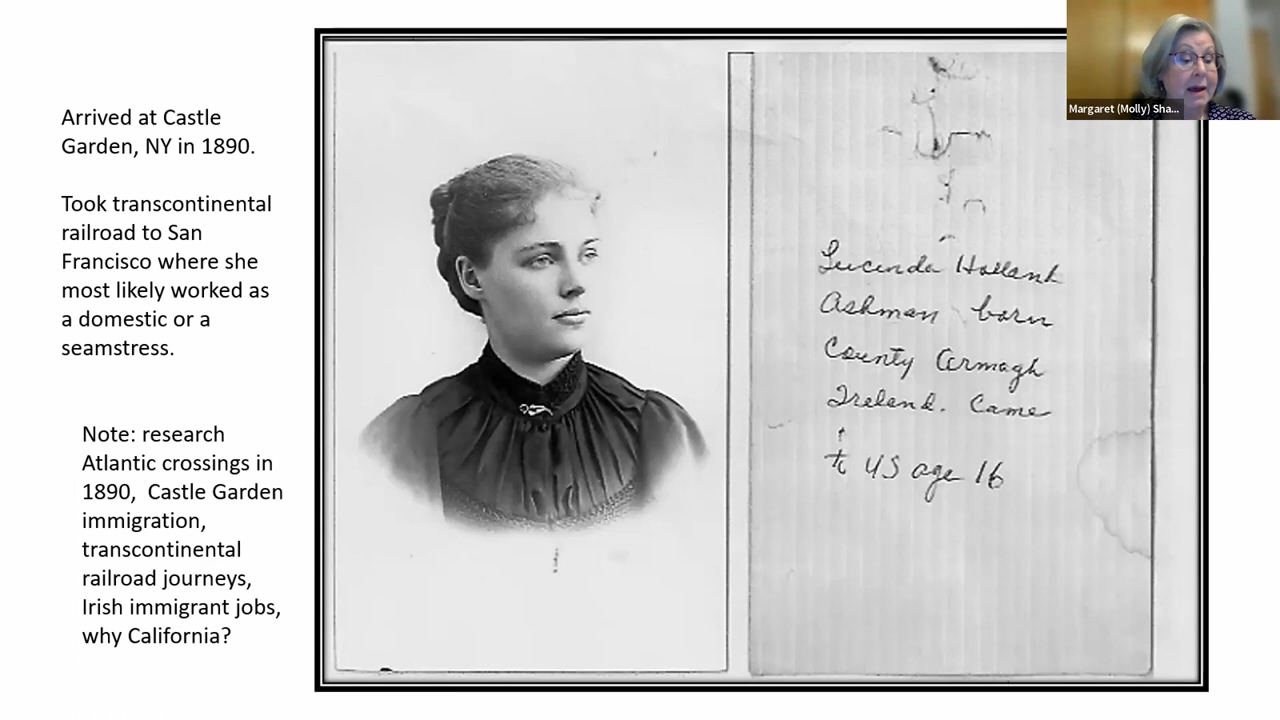 Arrived at Castle
Garden, NY in 1890.
Took transcontinental
railroad to San
Francisco where she
most likely worked as
a domestic or a
seamstress.
Note: research
Atlantic crossings in
1890, Castle Garden
immigration,
transcontinental
railroad journeys,
Irish immigrant jobs,
why California?
Lucinda Holland
Ashman born
County Armagh
Ireland. Came
to US age 16
Margaret (Molly) Sha...